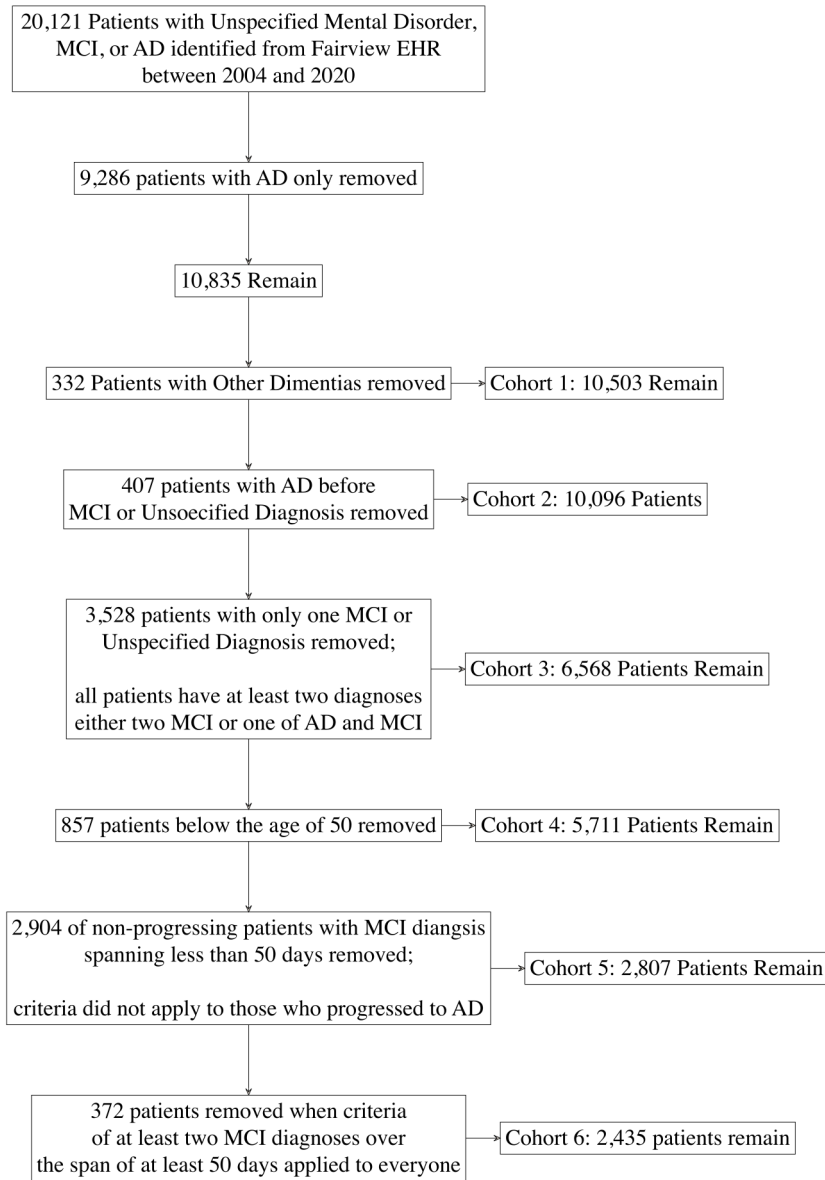 20,121 Patients with Unspecified Mental Disorder,
MCI, or AD identified from Fairview EHR
between 2004 and 2020
9,286 patients with AD only removed
10,835 Remain
332 Patients with Other Dimentias removed
Cohort 1: 10,503 Remain
407 patients with AD before
MCI or Unsoecified Diagnosis removed
Cohort 2: 10,096 Patients
3,528 patients with only one MCI or
Unspecified Diagnosis removed;
all patients have at least two diagnoses
either two MCI or one of AD and MCI
Cohort 3: 6,568 Patients Remain
857 patients below the age of 50 removed
Cohort 4: 5,711 Patients Remain
2,904 of non-progressing patients with MCI diangsis
spanning less than 50 days removed;
criteria did not apply to those who progressed to AD
Cohort 5: 2,807 Patients Remain
372 patients removed when criteria
of at least two MCI diagnoses over
the span of at least 50 days applied to everyone
Cohort 6: 2,435 patients remain